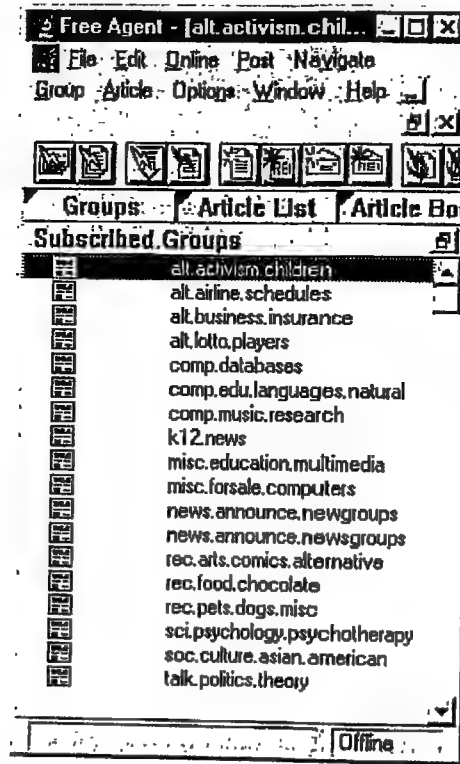 Free Agent - [alt.activism.chil...
File Edit Online Post Navigate
Group Article Options Window Help
Groups Article List Article Bo
Subscribed Groups
alt.activism.children
alt.airline.schedules
alt.business.insurance
alt.lotto.players
comp.databases
comp.edu.languages.natural
comp.music.research
k12.news
misc.education.multimedia
misc.forsale.computers
news.announce.newgroups
news.announce.newsgroups
rec.arts.comics.alternative
rec.food.chocolate
rec.pets.dogs.misc
sci.psychology.psychotherapy
soc.culture.asian.american
talk.politics.theory
Offline